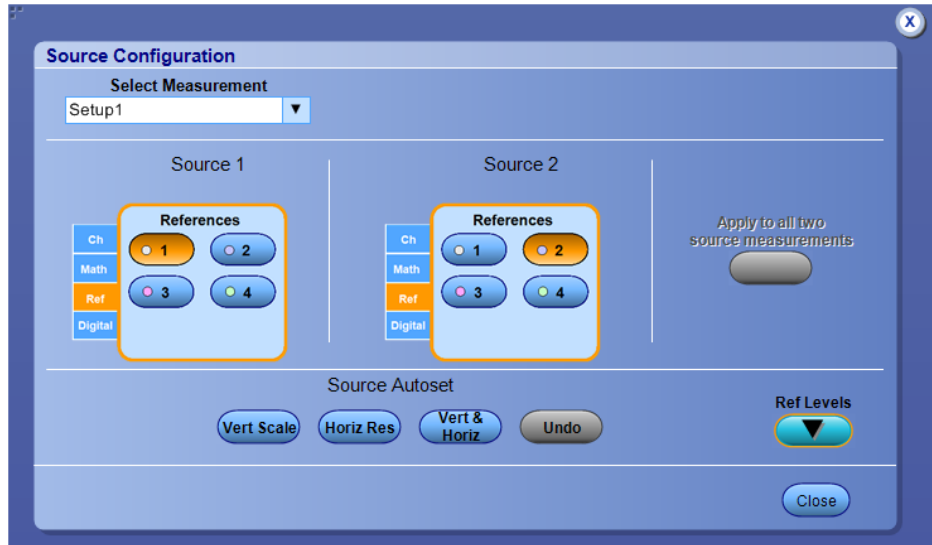 X
Source Configuration
Select Measurement
Setup1
Source 1
Source 2
References
1
2
3
4
Ch
Math
Ref
Digital
References
1
2
3
4
Ch
Math
Ref
Digital
Apply to all two
source measurements
Source Autoset
Vert Scale
Horiz Res
Vert &
Horiz
Undo
Ref Levels
Close